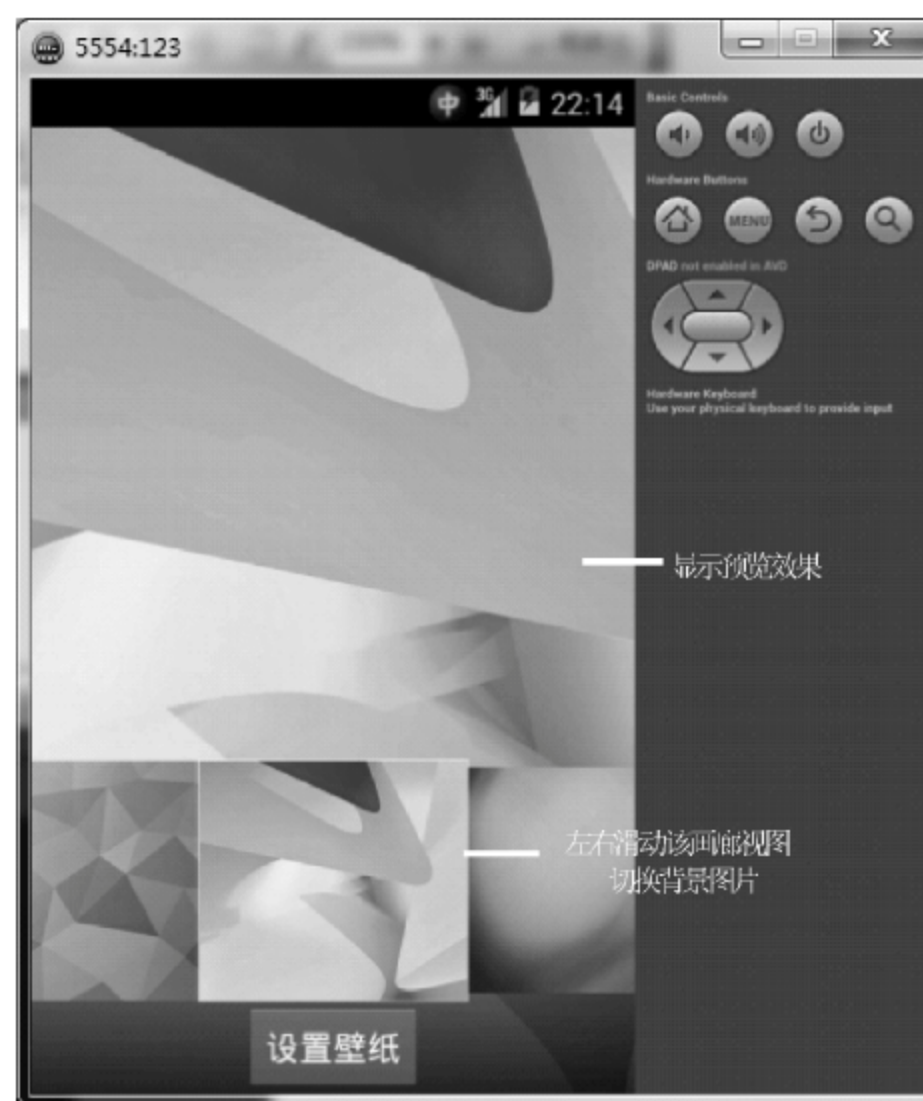 5554:123
中 3G 22:14
Basic Controls
Hardware Buttons
MENU
DPAD not enabled in AVD
Hardware Keyboard
Use your physical keyboard to provide input
显示预览效果
左右滑动该画廊视图
切换背景图片
设置壁纸